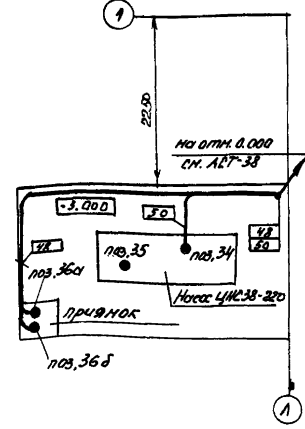 1
2250
на отм. 0.000
см. АСТ-38
-3.000
50
48
50
48
поз,35
поз,34
поз,36а
Насос ЦНС38-220
приямок
поз,36б
Л